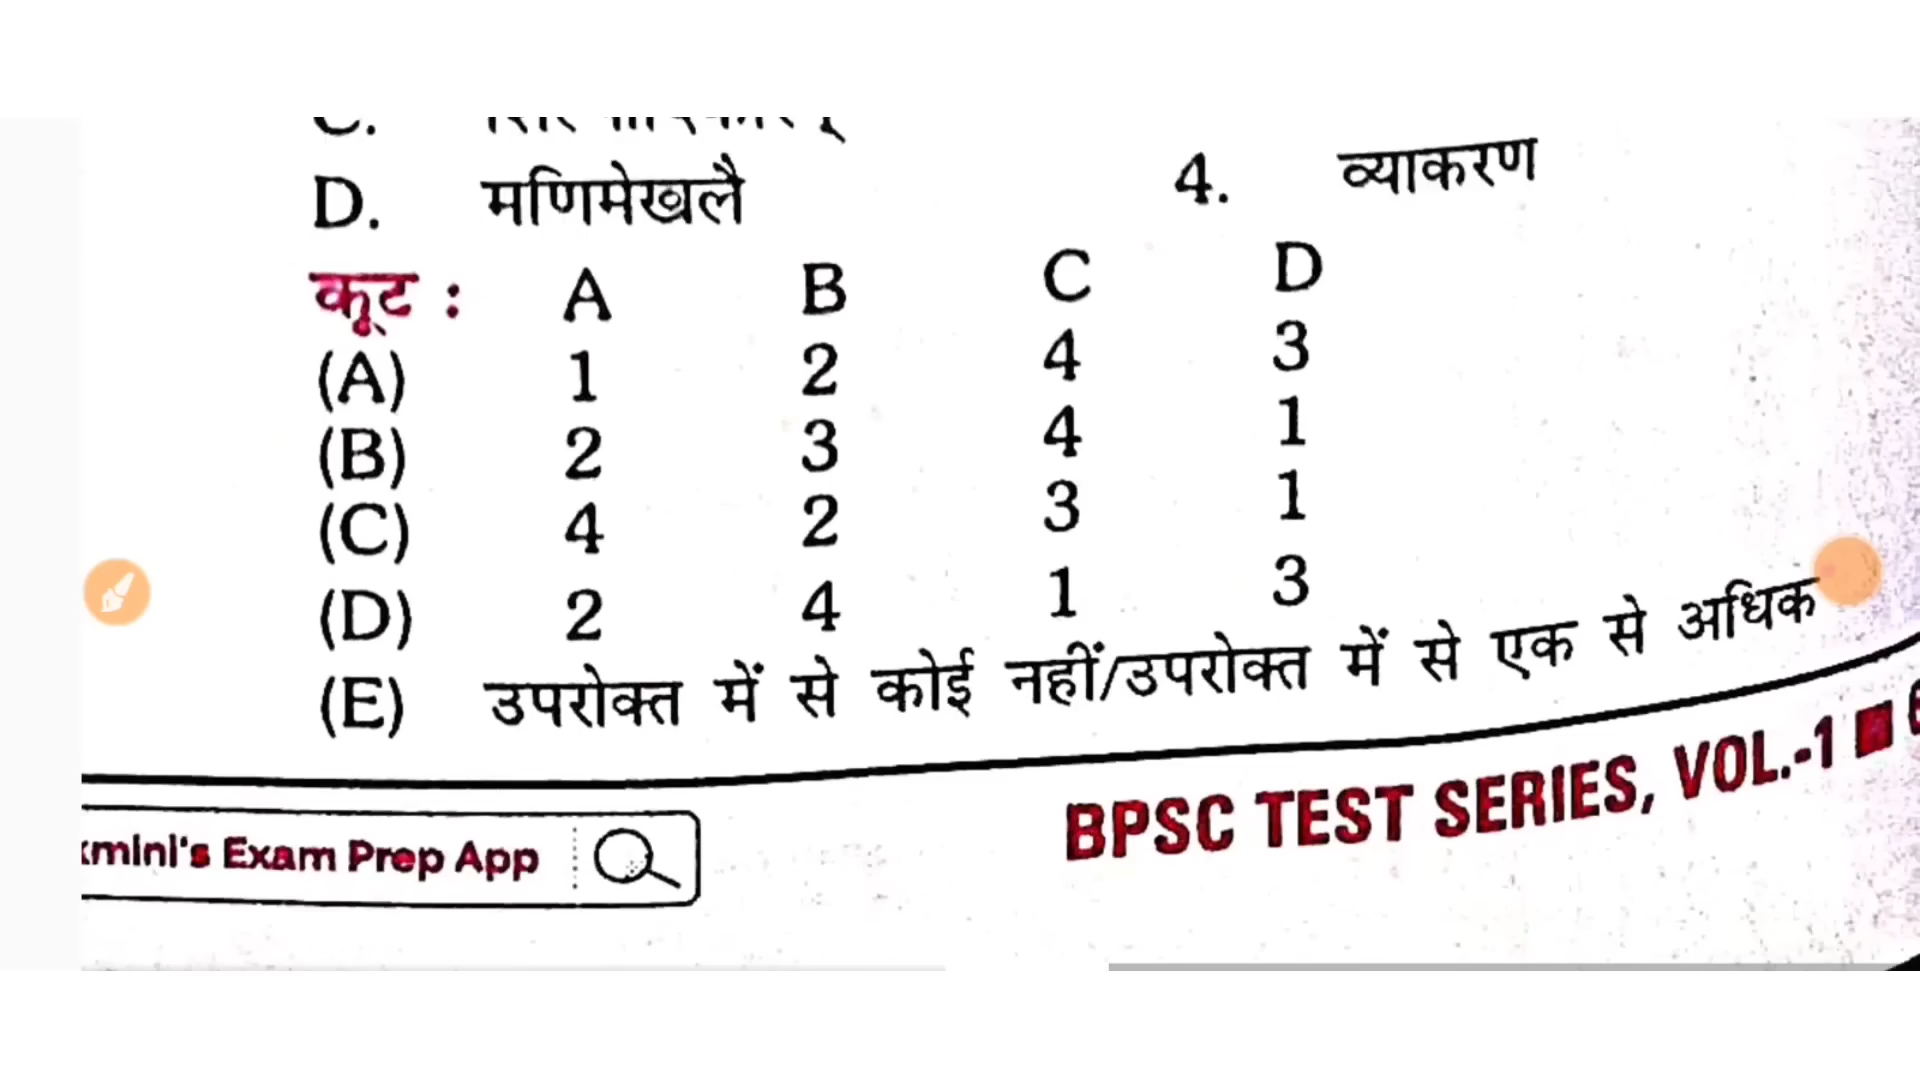 C.
D. मणिमेखलै 4. व्याकरण
कूट : A B C D
(A) 1 2 4 3
(B) 2 3 4 1
(C) 4 2 3 1
(D) 2 4 1 3
(E) उपरोक्त में से कोई नहीं/उपरोक्त में से एक से अधिक
BPSC TEST SERIES, VOL.-1
Exam Prep App